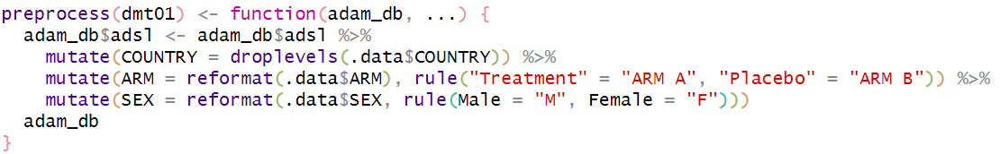 preprocess(dmt01) <- function(adam_db, ...) {
  adam_db$adsl <- adam_db$adsl %>%
    mutate(COUNTRY = droplevels(.data$COUNTRY)) %>%
    mutate(ARM = reformat(.data$ARM), rule("Treatment" = "ARM A", "Placebo" = "ARM B")) %>%
    mutate(SEX = reformat(.data$SEX, rule(Male = "M", Female = "F")))
  adam_db
}